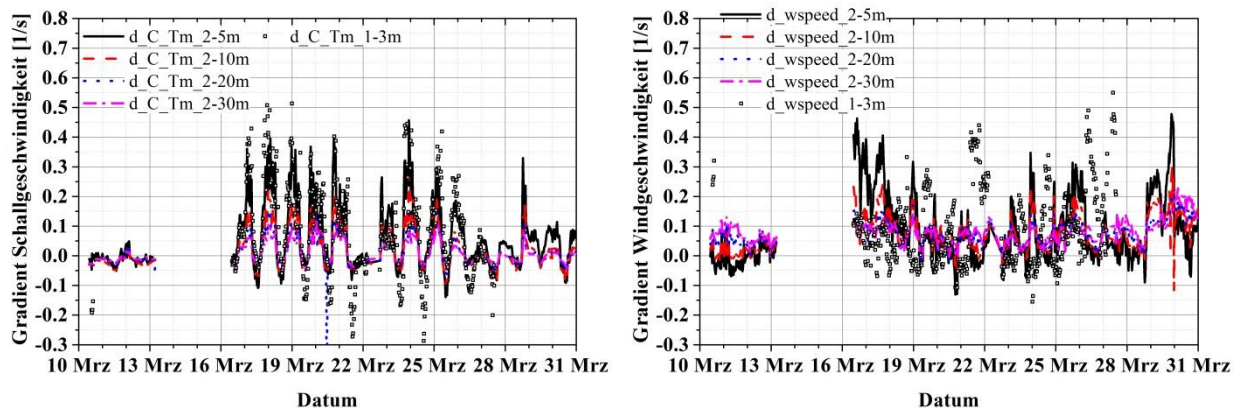 Gradient Schallgeschwindigkeit [1/s]
0.8
0.7
0.6
0.5
0.4
0.3
0.2
0.1
0.0
-0.1
-0.2
-0.3
d_C_Tm_2-5m
d_C_Tm_1-3m
d_C_Tm_2-10m
d_C_Tm_2-20m
d_C_Tm_2-30m
10 Mrz 13 Mrz 16 Mrz 19 Mrz 22 Mrz 25 Mrz 28 Mrz 31 Mrz
Datum
Gradient Windgeschwindigkeit [1/s]
0.8
0.7
0.6
0.5
0.4
0.3
0.2
0.1
0.0
-0.1
-0.2
-0.3
d_wspeed_2-5m
d_wspeed_2-10m
d_wspeed_2-20m
d_wspeed_2-30m
d_wspeed_1-3m
10 Mrz 13 Mrz 16 Mrz 19 Mrz 22 Mrz 25 Mrz 28 Mrz 31 Mrz
Datum